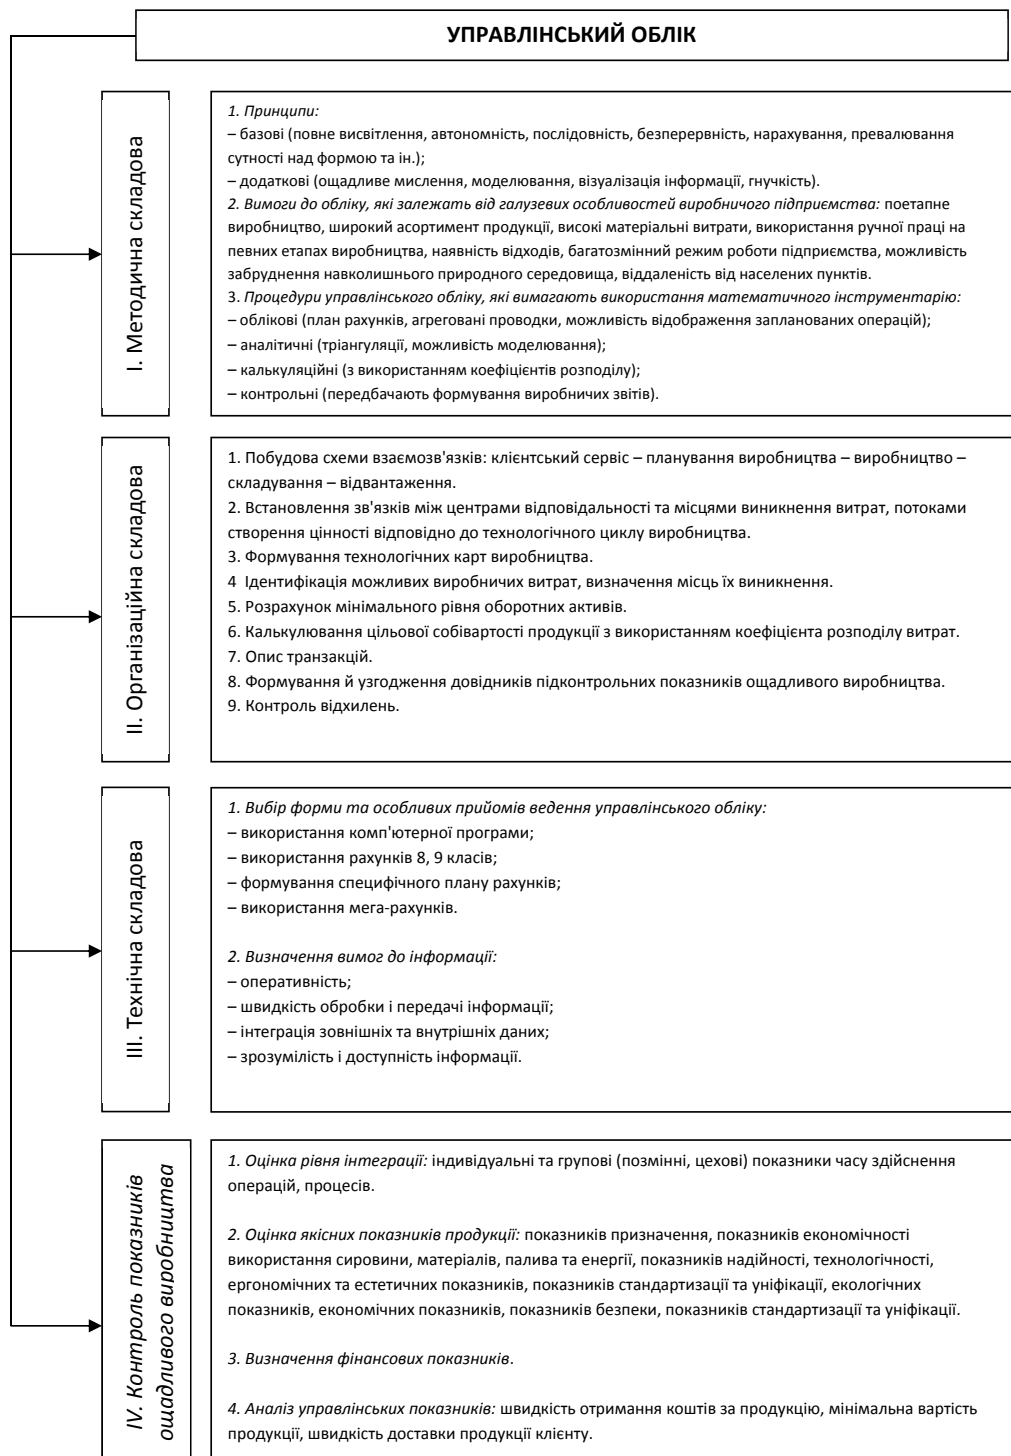 УПРАВЛІНСЬКИЙ ОБЛІК
І. Методична складова
1. Принципи:
– базові (повне висвітлення, автономність, послідовність, безперервність, нарахування, превалювання
сутності над формою та ін.);
– додаткові (ощадливе мислення, моделювання, візуалізація інформації, гнучкість).
2. Вимоги до обліку, які залежать від галузевих особливостей виробничого підприємства: поетапне
виробництво, широкий асортимент продукції, високі матеріальні витрати, використання ручної праці на
певних етапах виробництва, наявність відходів, багатозмінний режим роботи підприємства, можливість
забруднення навколишнього природного середовища, віддаленість від населених пунктів.
3. Процедури управлінського обліку, які вимагають використання математичного інструментарію:
– облікові (план рахунків, агреговані проводки, можливість відображення запланованих операцій);
– аналітичні (тріангуляції, можливість моделювання);
– калькуляційні (з використанням коефіцієнтів розподілу);
– контрольні (передбачають формування виробничих звітів).
ІІ. Організаційна складова
1. Побудова схеми взаємозв'язків: клієнтський сервіс – планування виробництва – виробництво –
складування – відвантаження.
2. Встановлення зв'язків між центрами відповідальності та місцями виникнення витрат, потоками
створення цінності відповідно до технологічного циклу виробництва.
3. Формування технологічних карт виробництва.
4 Ідентифікація можливих виробничих витрат, визначення місць їх виникнення.
5. Розрахунок мінімального рівня оборотних активів.
6. Калькулювання цільової собівартості продукції з використанням коефіцієнта розподілу витрат.
7. Опис транзакцій.
8. Формування й узгодження довідників підконтрольних показників ощадливого виробництва.
9. Контроль відхилень.
ІІІ. Технічна складова
1. Вибір форми та особливих прийомів ведення управлінського обліку:
– використання комп'ютерної програми;
– використання рахунків 8, 9 класів;
– формування специфічного плану рахунків;
– використання мега-рахунків.
2. Визначення вимог до інформації:
– оперативність;
– швидкість обробки і передачі інформації;
– інтеграція зовнішніх та внутрішніх даних;
– зрозумілість і доступність інформації.
IV. Контроль показників
ощадливого виробництва
1. Оцінка рівня інтеграції: індивідуальні та групові (позмінні, цехові) показники часу здійснення
операцій, процесів.
2. Оцінка якісних показників продукції: показників призначення, показників економічності
використання сировини, матеріалів, палива та енергії, показників надійності, технологічності,
ергономічних та естетичних показників, показників стандартизації та уніфікації, екологічних
показників, економічних показників, показників безпеки, показників стандартизації та уніфікації.
3. Визначення фінансових показників.
4. Аналіз управлінських показників: швидкість отримання коштів за продукцію, мінімальна вартість
продукції, швидкість доставки продукції клієнту.